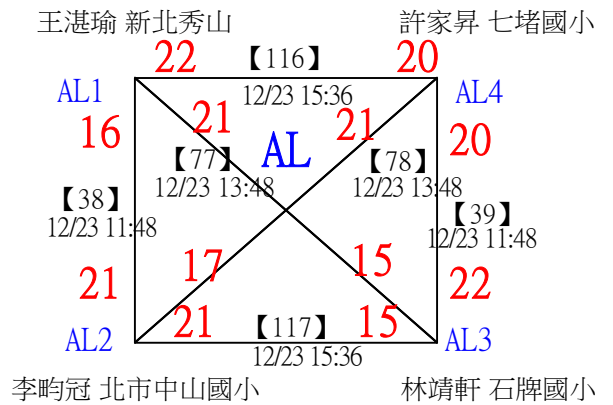 王湛瑜 新北秀山
許家昇 七堵國小
22
【116】
20
AL1
12/23 15:36
AL4
16
21
AL
21
20
【77】
12/23 13:48
【78】
12/23 13:48
【38】
12/23 11:48
【39】
12/23 11:48
17
15
21
22
AL2
21
【117】
12/23 15:36
15
AL3
李畇冠 北市中山國小
林靖軒 石牌國小